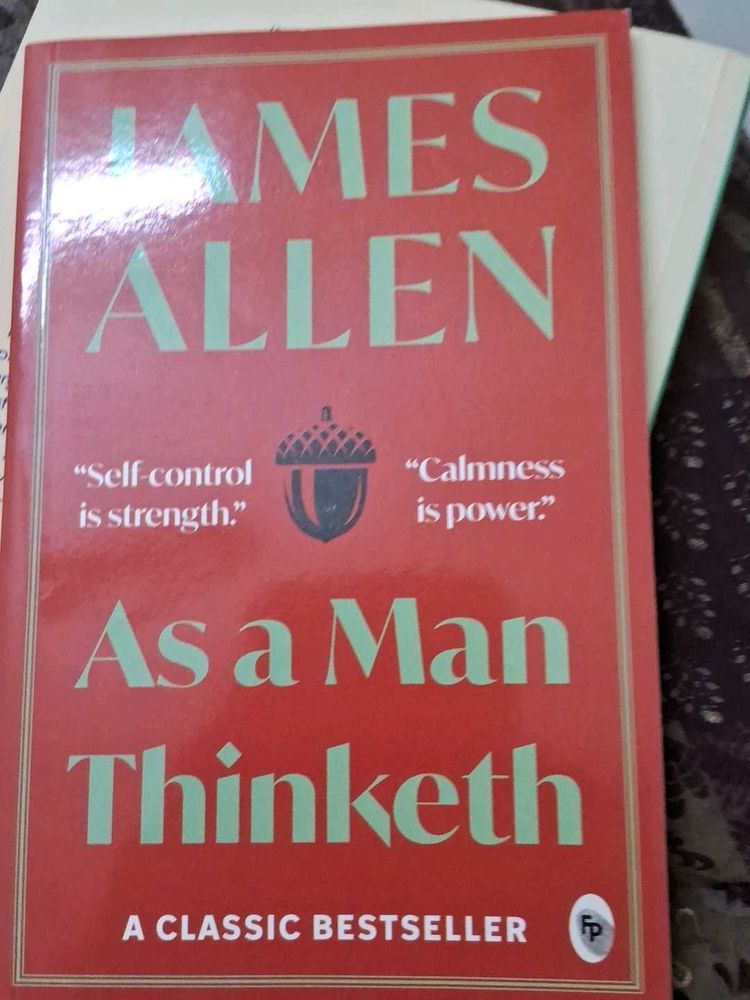 JAMES
ALLEN
“Self-control
is strength.”
“Calmness
is power.”
As a Man
Thinketh
A CLASSIC BESTSELLER
FP